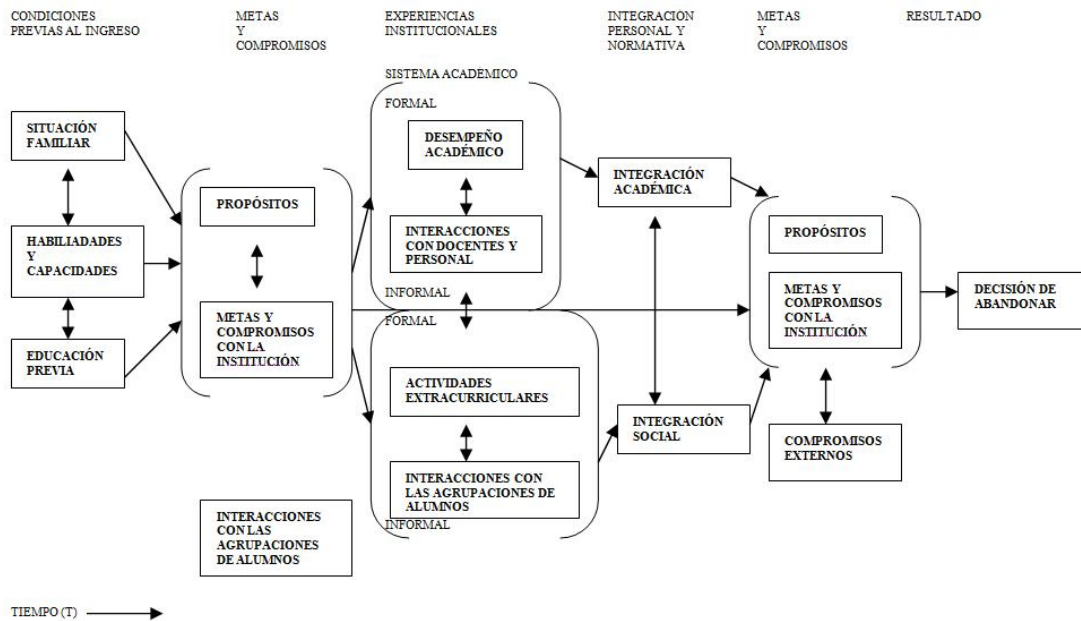 CONDICIONES
PREVIAS AL INGRESO
METAS
Y
COMPROMISOS
EXPERIENCIAS
INSTITUCIONALES
INTEGRACIÓN
PERSONAL Y
NORMATIVA
METAS
Y
COMPROMISOS
RESULTADO
SITUACIÓN
FAMILIAR
HABILIADADES
Y
CAPACIDADES
EDUCACIÓN
PREVIA
PROPÓSITOS
METAS Y
COMPROMISOS
CON LA
INSTITUCIÓN
INTERACCIONES
CON LAS
AGRUPACIONES
DE ALUMNOS
SISTEMA ACADÉMICO
FORMAL
DESEMPEÑO
ACADÉMICO
INTERACCIONES
CON DOCENTES Y
PERSONAL
INFORMAL
FORMAL
ACTIVIDADES
EXTRACURRICULARES
INTERACCIONES CON
LAS AGRUPACIONES DE
ALUMNOS
INFORMAL
INTEGRACIÓN
ACADÉMICA
INTEGRACIÓN
SOCIAL
PROPÓSITOS
METAS Y
COMPROMISOS CON
LA INSTITUCIÓN
COMPROMISOS
EXTERNOS
DECISIÓN DE
ABANDONAR
TIEMPO (T)